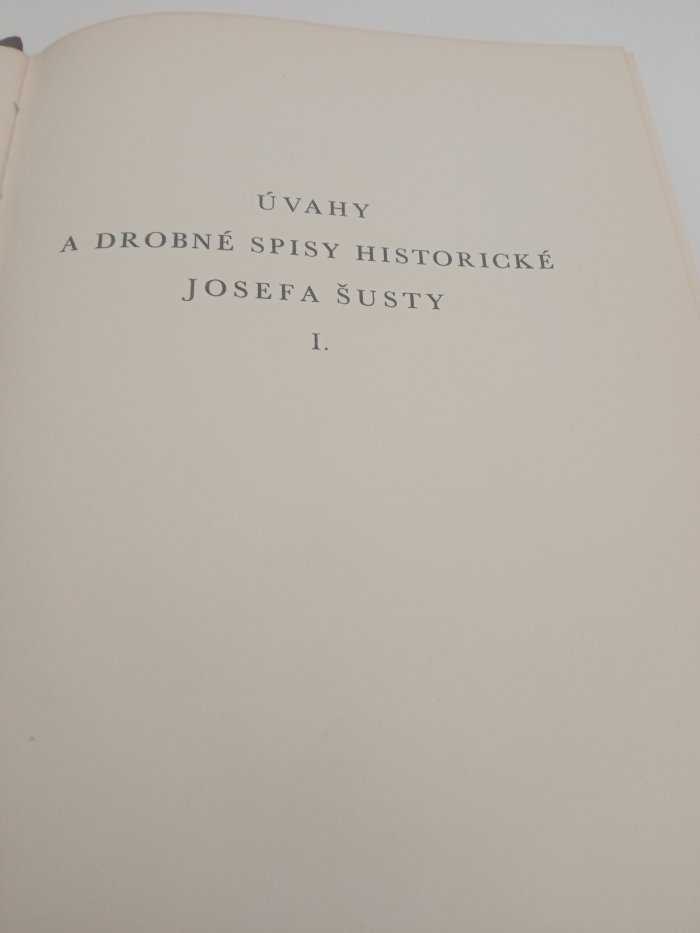 ÚVAHY
A DROBNÉ SPISY HISTORICKÉ
JOSEFA ŠUSTY
I.